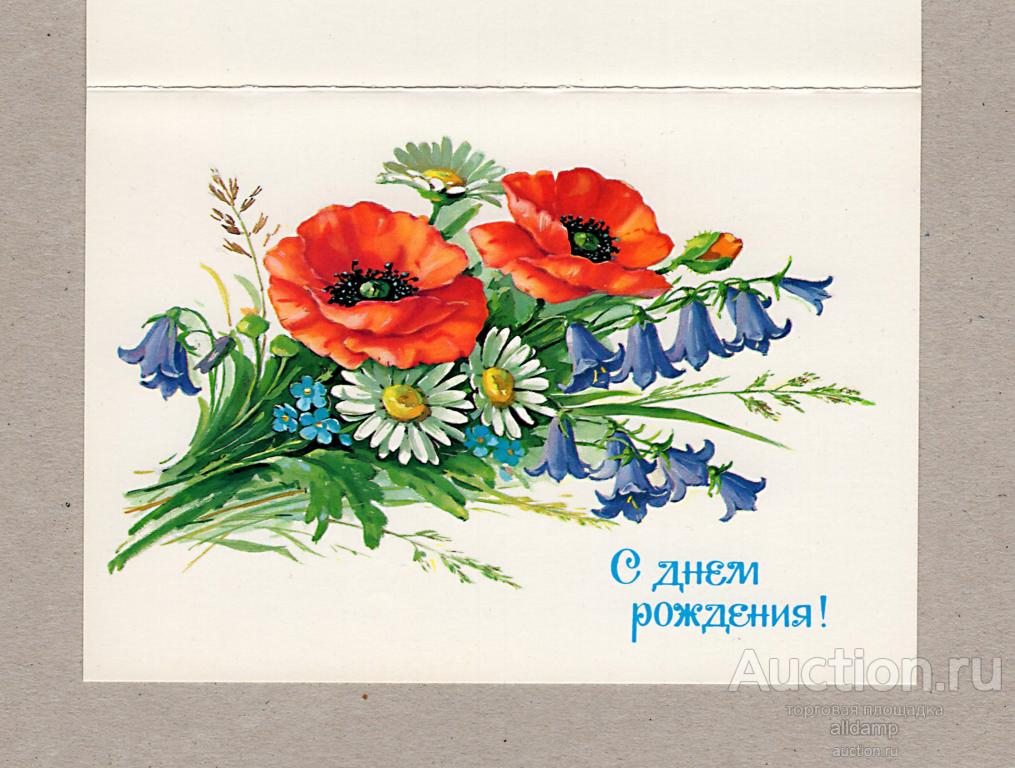 С днем
рождения!
Auction.ru
торговая площадка
alldamp
auction.ru